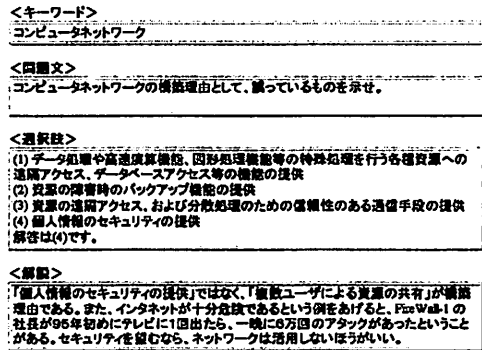 <キーワード>
コンピュータネットワーク
<問題文>
コンピュータネットワークの構築理由として、誤っているものを示せ。
<選択肢>
(1) データ処理や高速演算機能、図形処理機能等の特殊処理を行う各種資源への
遠隔アクセス、データベースアクセス等の機能の提供
(2) 資源の障害時のバックアップ機能の提供
(3) 資源の遠隔アクセス、および分散処理のための信頼性のある通信手段の提供
(4) 個人情報のセキュリティの提供
解答は(4)です。
<解説>
「個人情報のセキュリティの提供」ではなく、「複数ユーザによる資源の共有」が構築
理由である。また、インタネットが十分危険であるという例をあげると、FireWall-1 の
社長が95年初めにテレビに1回出たら、一晩に6万回のアタックがあったということ
がある。セキュリティを望むなら、ネットワークは活用しないほうがいい。